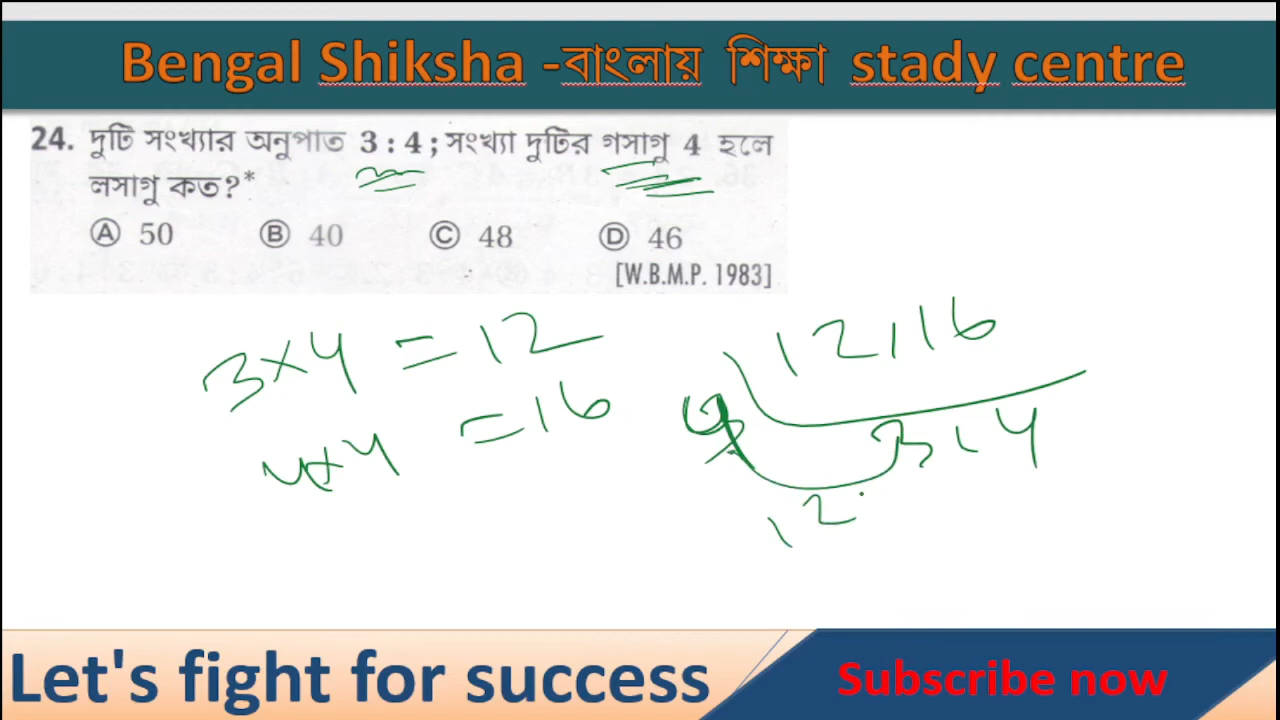 Bengal Shiksha -বাংলায় শিক্ষা stady centre
24. দুটি সংখ্যার অনুপাত 3 : 4 ; সংখ্যা দুটির গসাগু 4 হলে
লসাগু কত?*
Ⓐ 50 Ⓑ 40 Ⓒ 48 Ⓓ 46
[W.B.M.P. 1983]
3×4 = 12
4×4 = 16
12, 16
4
3, 4
12
Let's fight for success
Subscribe now